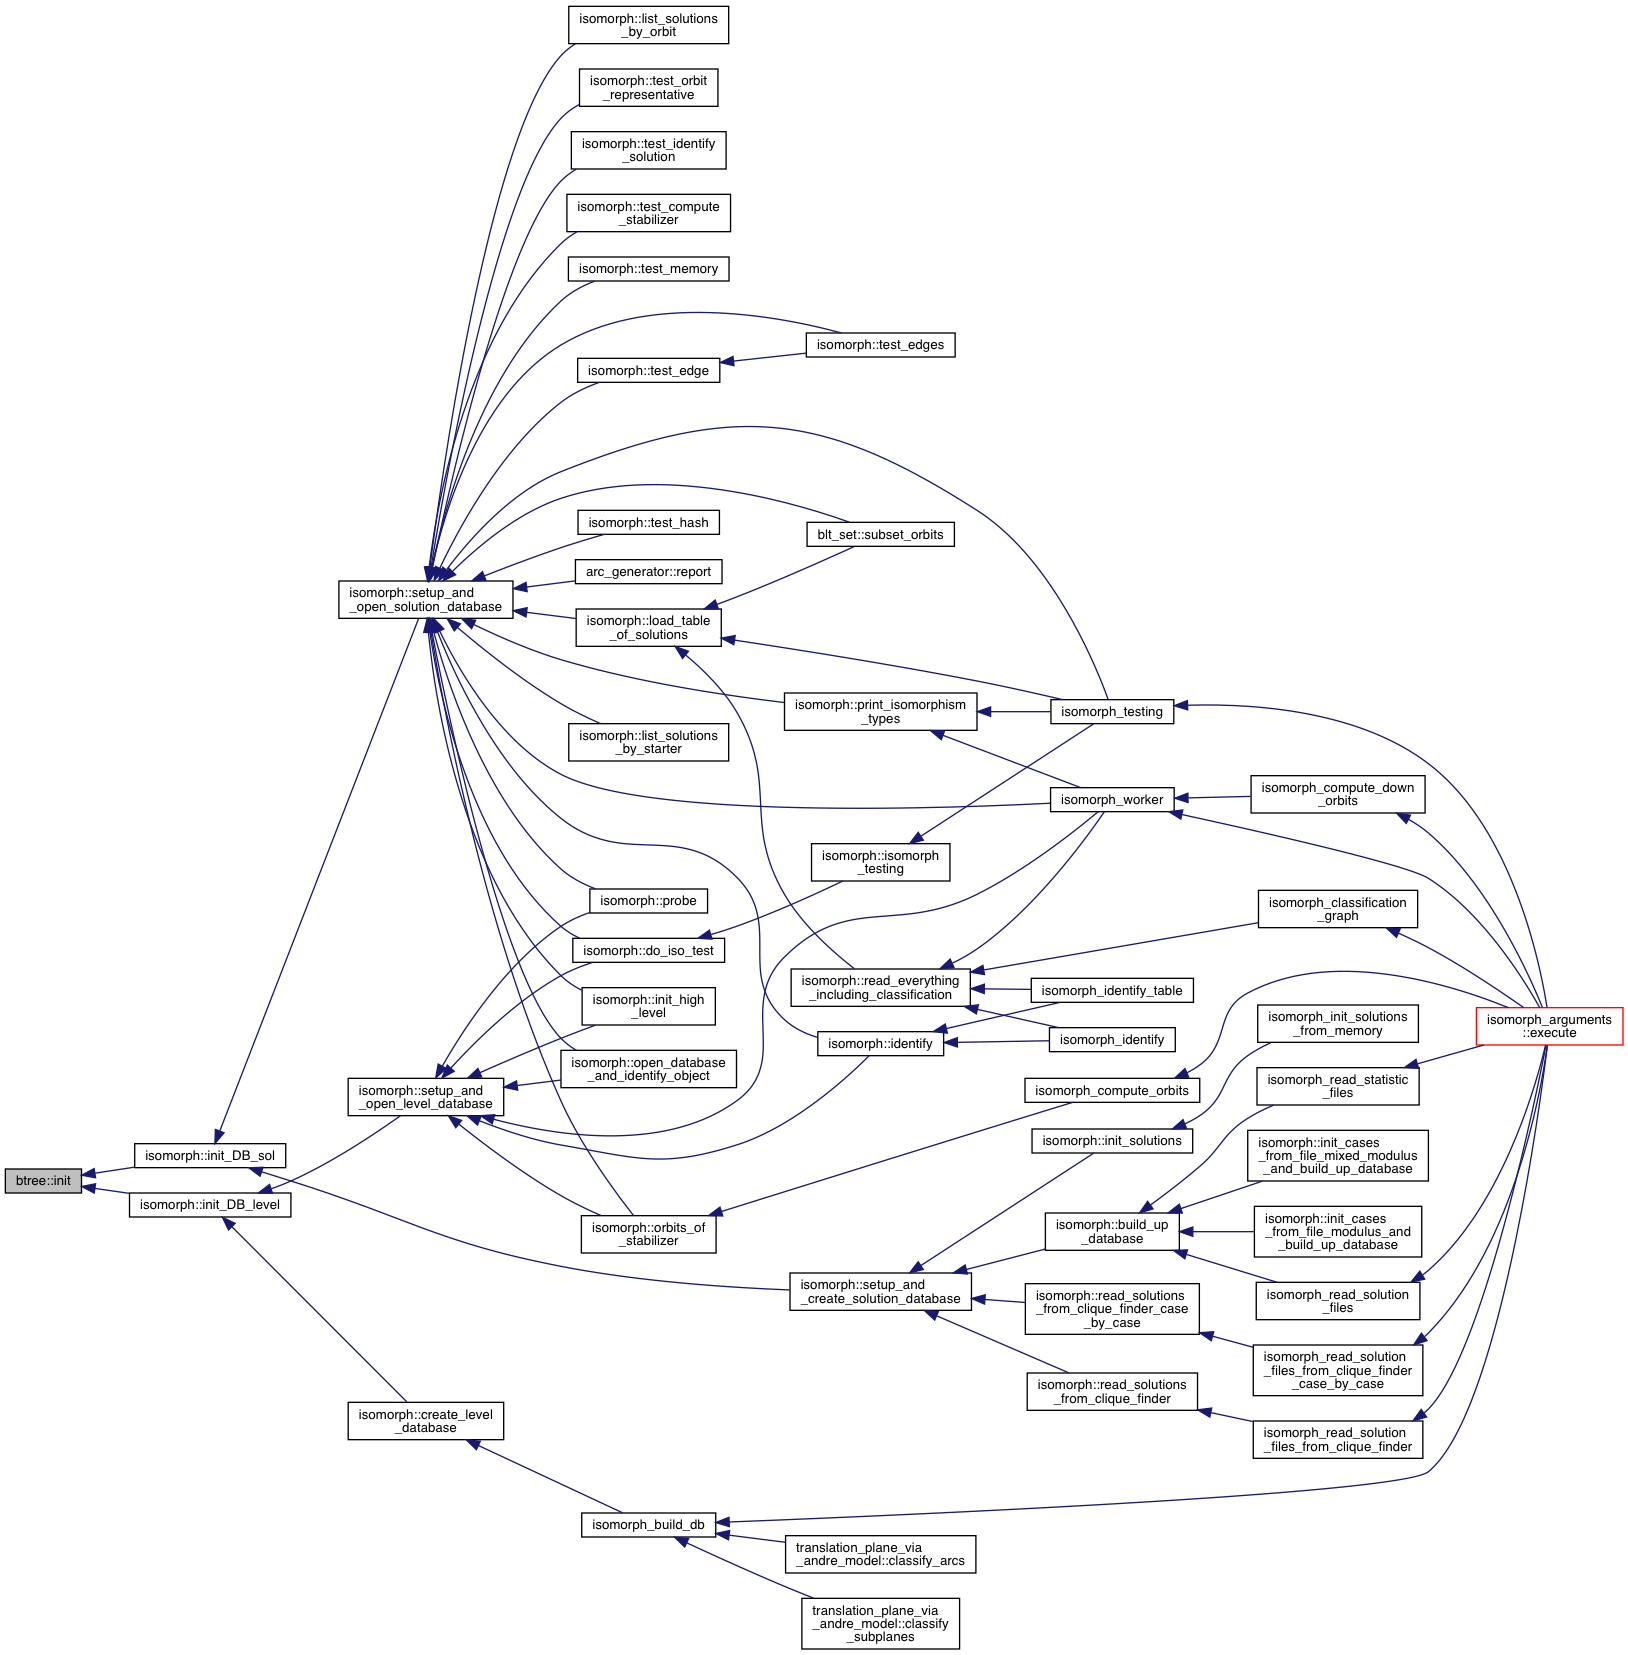 isomorph::list_solutions
_by_orbit
isomorph::test_orbit
_representative
isomorph::test_identify
_solution
isomorph::test_compute
_stabilizer
isomorph::test_memory
isomorph::test_edges
isomorph::test_edge
isomorph::test_hash
blt_set::subset_orbits
arc_generator::report
isomorph::setup_and
_open_solution_database
isomorph::load_table
_of_solutions
isomorph::print_isomorphism
_types
isomorph_testing
isomorph::list_solutions
_by_starter
isomorph_worker
isomorph_compute_down
_orbits
isomorph::isomorph
_testing
isomorph::probe
isomorph_classification
_graph
isomorph::do_iso_test
isomorph::read_everything
_including_classification
isomorph_identify_table
isomorph::init_high
_level
isomorph_init_solutions
_from_memory
isomorph_arguments
::execute
isomorph::identify
isomorph_identify
isomorph::open_database
_and_identify_object
isomorph::setup_and
_open_level_database
isomorph_compute_orbits
isomorph_read_statistic
_files
isomorph::init_solutions
isomorph::init_DB_sol
isomorph::init_cases
_from_file_mixed_modulus
_and_build_up_database
btree::init
isomorph::init_DB_level
isomorph::orbits_of
_stabilizer
isomorph::build_up
_database
isomorph::init_cases
_from_file_modulus_and
_build_up_database
isomorph::setup_and
_create_solution_database
isomorph::read_solutions
_from_clique_finder_case
_by_case
isomorph_read_solution
_files
isomorph_read_solution
_files_from_clique_finder
_case_by_case
isomorph::read_solutions
_from_clique_finder
isomorph::create_level
_database
isomorph_read_solution
_files_from_clique_finder
isomorph_build_db
translation_plane_via
_andre_model::classify_arcs
translation_plane_via
_andre_model::classify
_subplanes